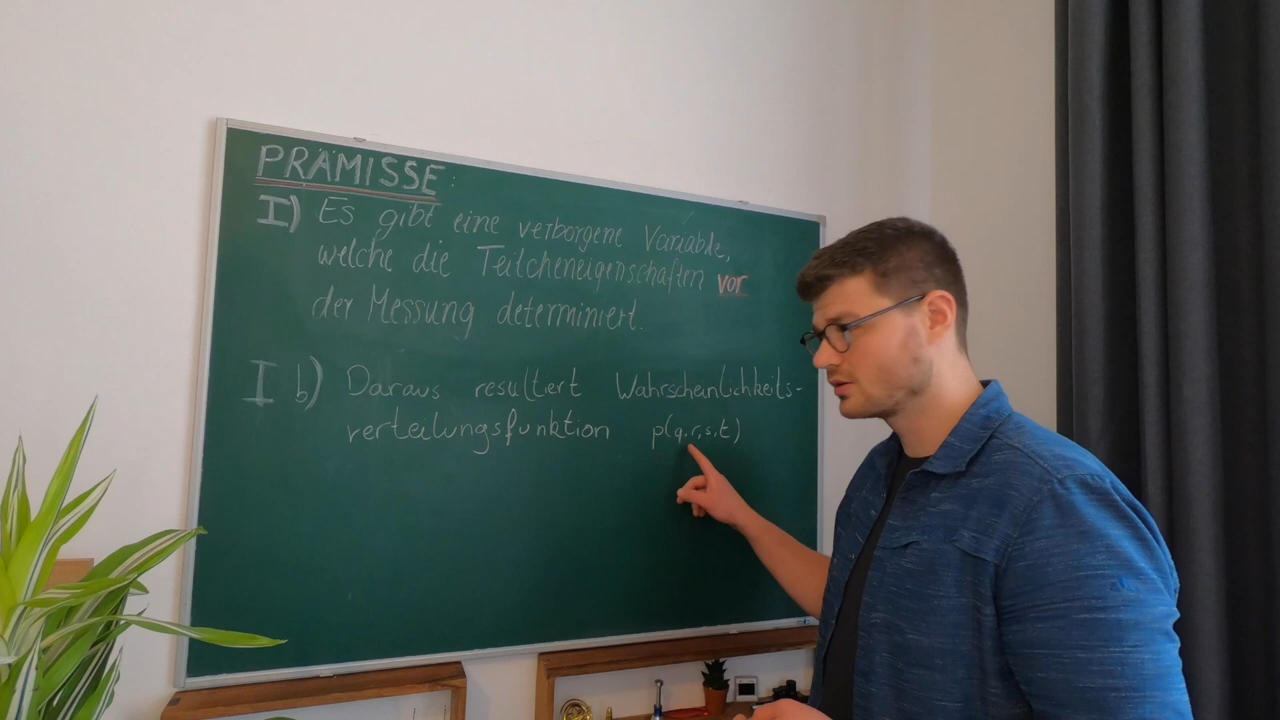 PRÄMISSE:
I) Es gibt eine verborgene Variable,
welche die Teilcheneigenschaften vor
der Messung determiniert.
I b) Daraus resultiert Wahrscheinlichkeits-
verteilungsfunktion p(q,r,s,t)